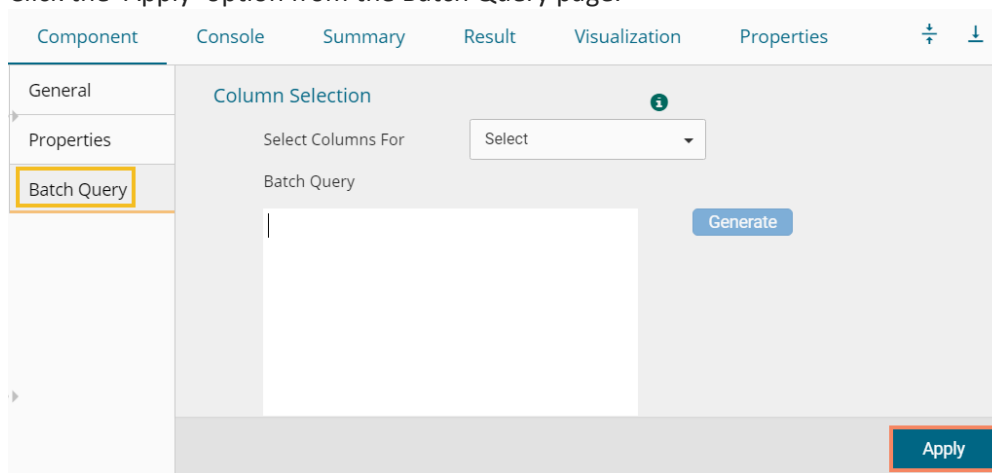 Click the 'Apply' option from the Batch Query page.
Component Console Summary Result Visualization Properties
General
Column Selection
Properties
Select Columns For Select
Batch Query
Batch Query
Generate
Apply